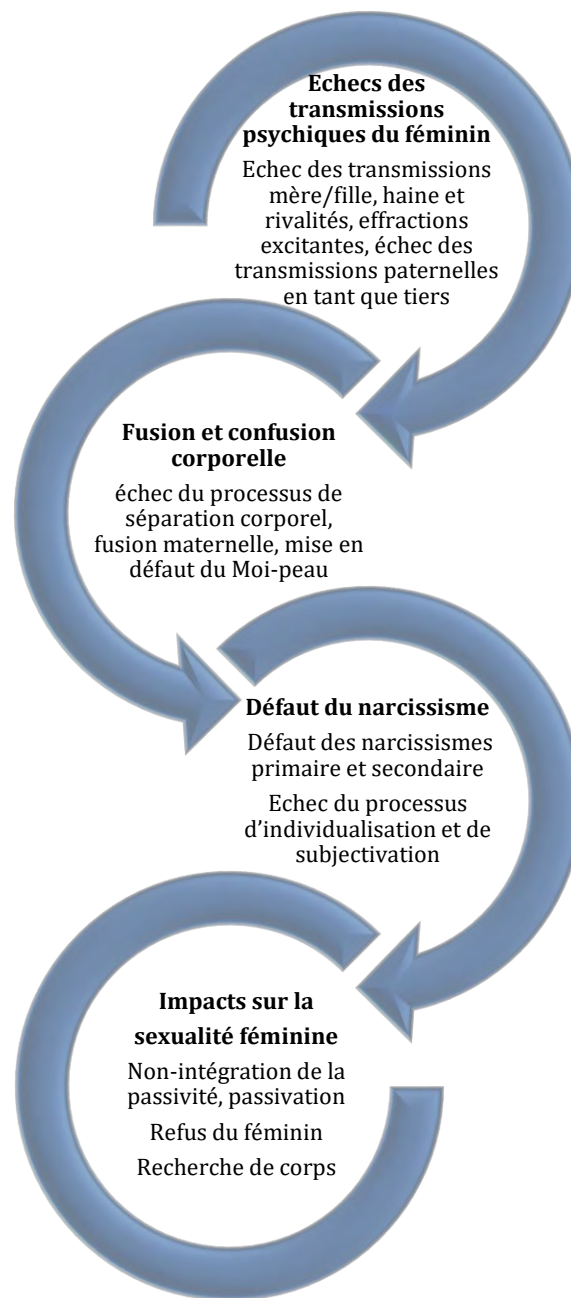 Echecs des
transmissions
psychiques du féminin
Echec des transmissions
mère/fille, haine et
rivalités, effractions
excitantes, échec des
transmissions paternelles
en tant que tiers
Fusion et confusion
corporelle
échec du processus de
séparation corporel,
fusion maternelle, mise en
défaut du Moi-peau
Défaut du narcissisme
Défaut des narcissismes
primaire et secondaire
Echec du processus
d’individualisation et de
subjectivation
Impacts sur la
sexualité féminine
Non-intégration de la
passivité, passivation
Refus du féminin
Recherche de corps